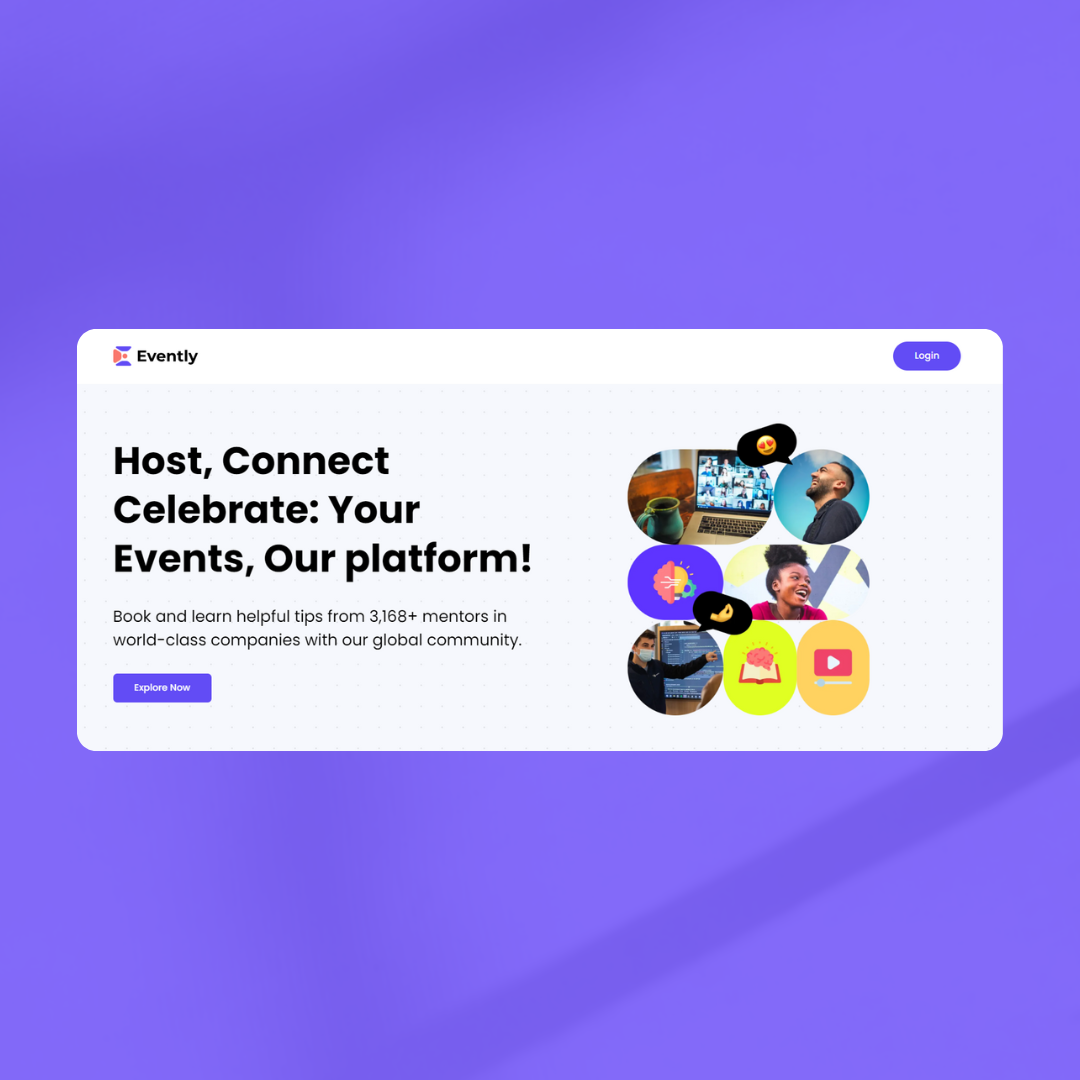 Evently
Login
Host, Connect
Celebrate: Your
Events, Our platform!
Book and learn helpful tips from 3,168+ mentors in
world-class companies with our global community.
Explore Now